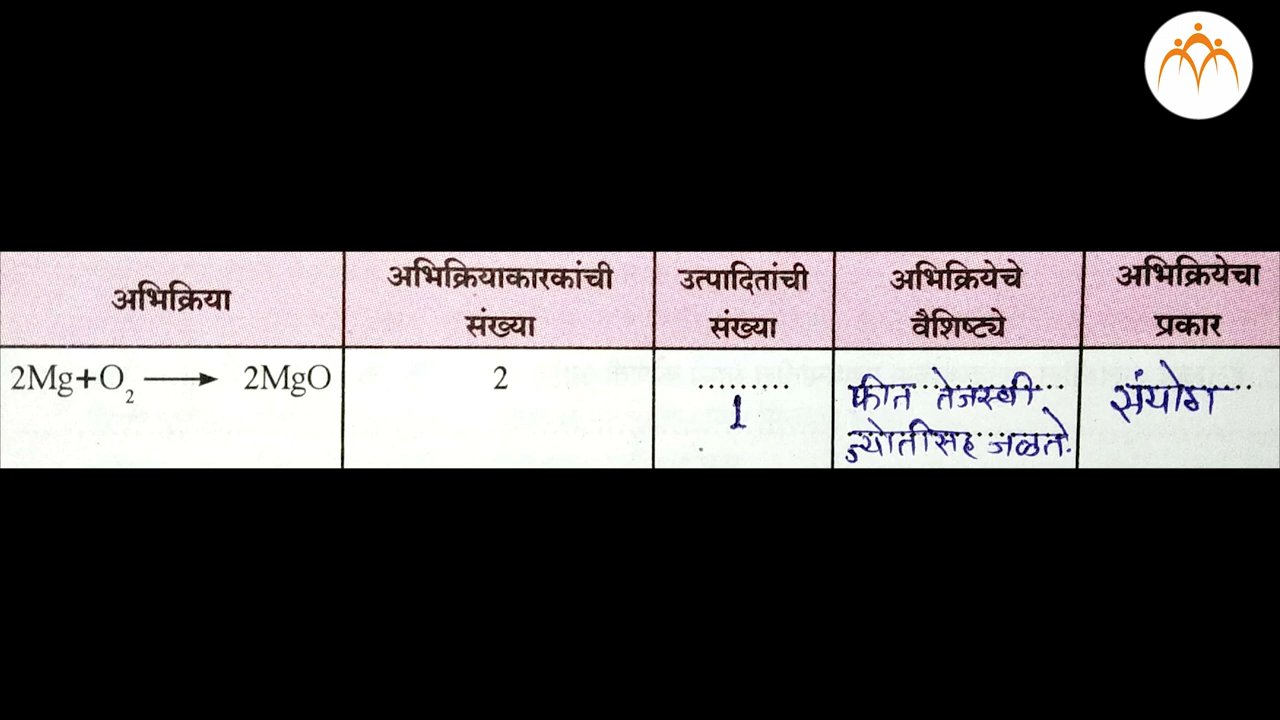 अभिक्रिया
अभिक्रियाकारकांची
संख्या
उत्पादितांची
संख्या
अभिक्रियेचे
वैशिष्ट्ये
अभिक्रियेचा
प्रकार
2Mg+O₂ ⟶ 2MgO
2
1
फीत तेजस्वी
ज्योतीसह जळते.
संयोग